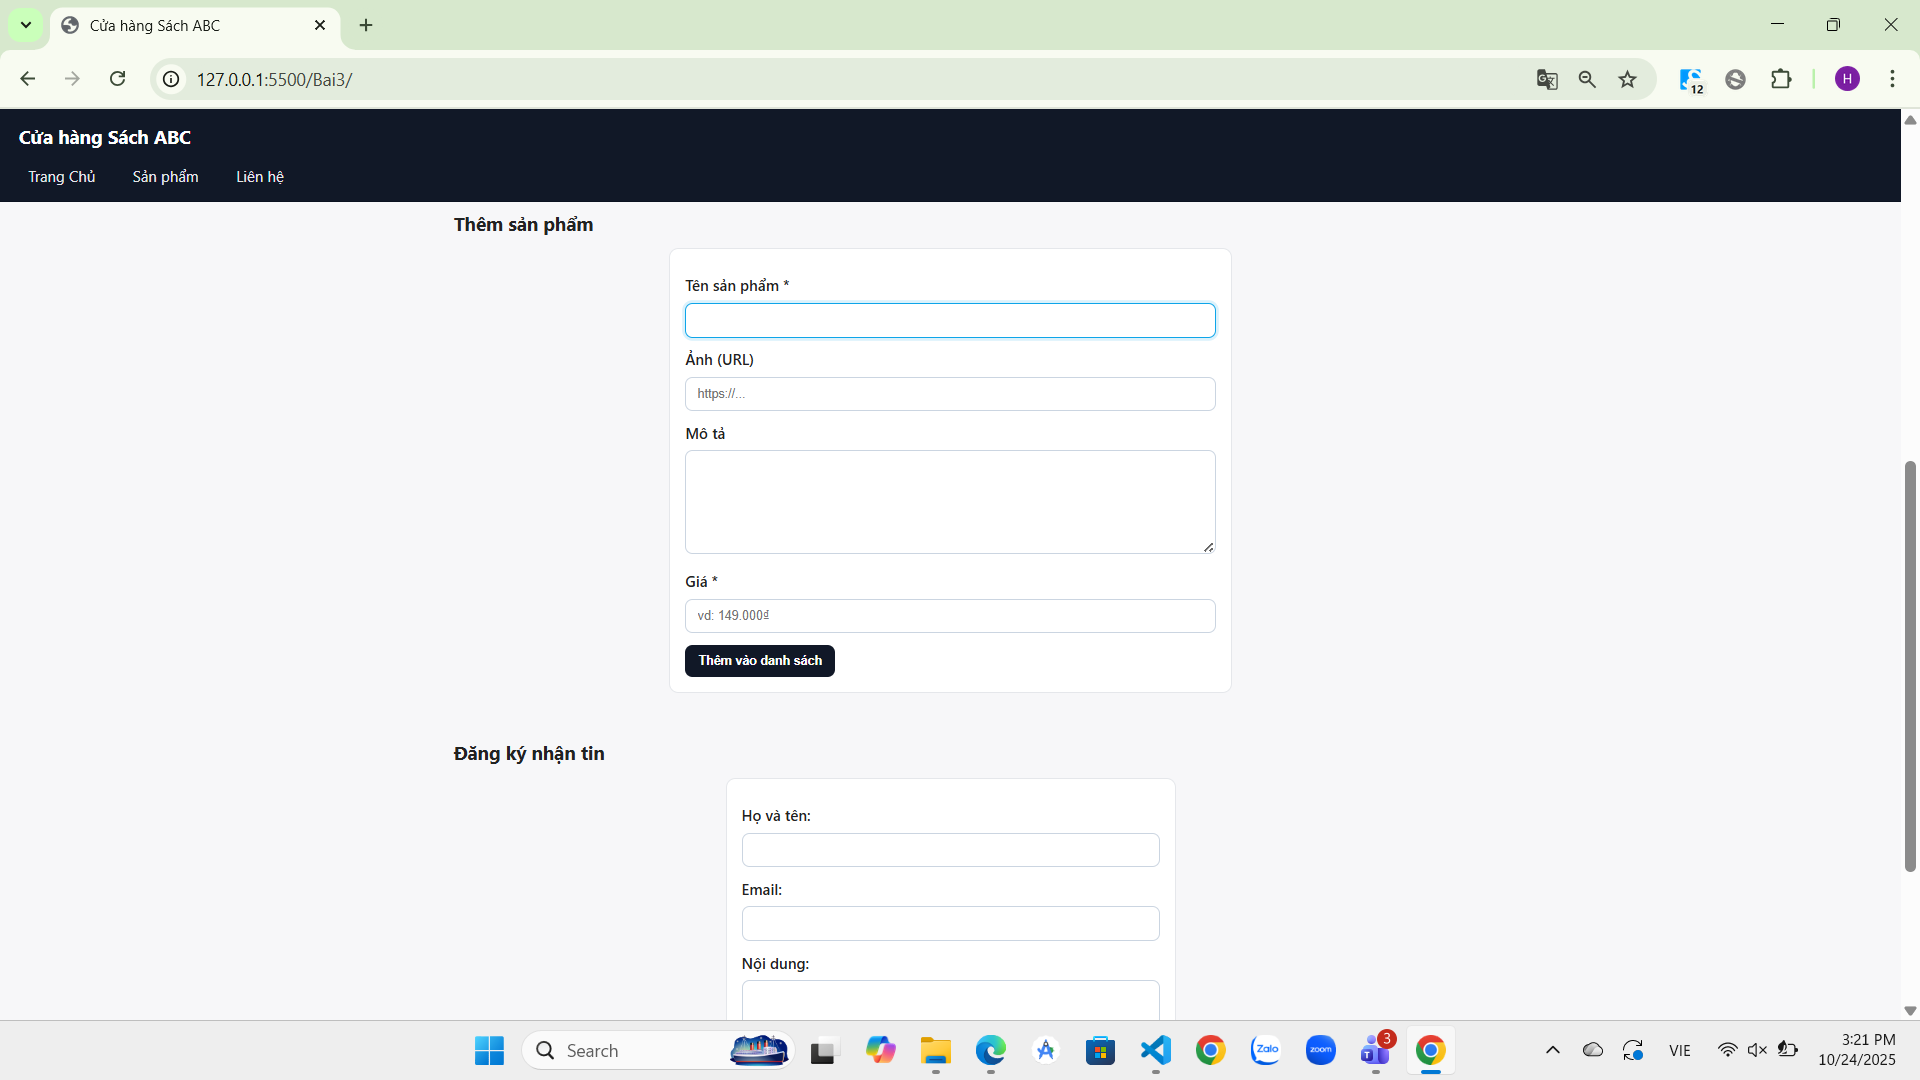 Cửa hàng Sách ABC
127.0.0.1:5500/Bai3/
12
H
Cửa hàng Sách ABC
Trang Chủ
Sản phẩm
Liên hệ
Thêm sản phẩm
Tên sản phẩm *
Ảnh (URL)
https://...
Mô tả
Giá *
vd: 149.000₫
Thêm vào danh sách
Đăng ký nhận tin
Họ và tên:
Email:
Nội dung:
Search
Zalo
zoom
T
3
VIE
3:21 PM
10/24/2025